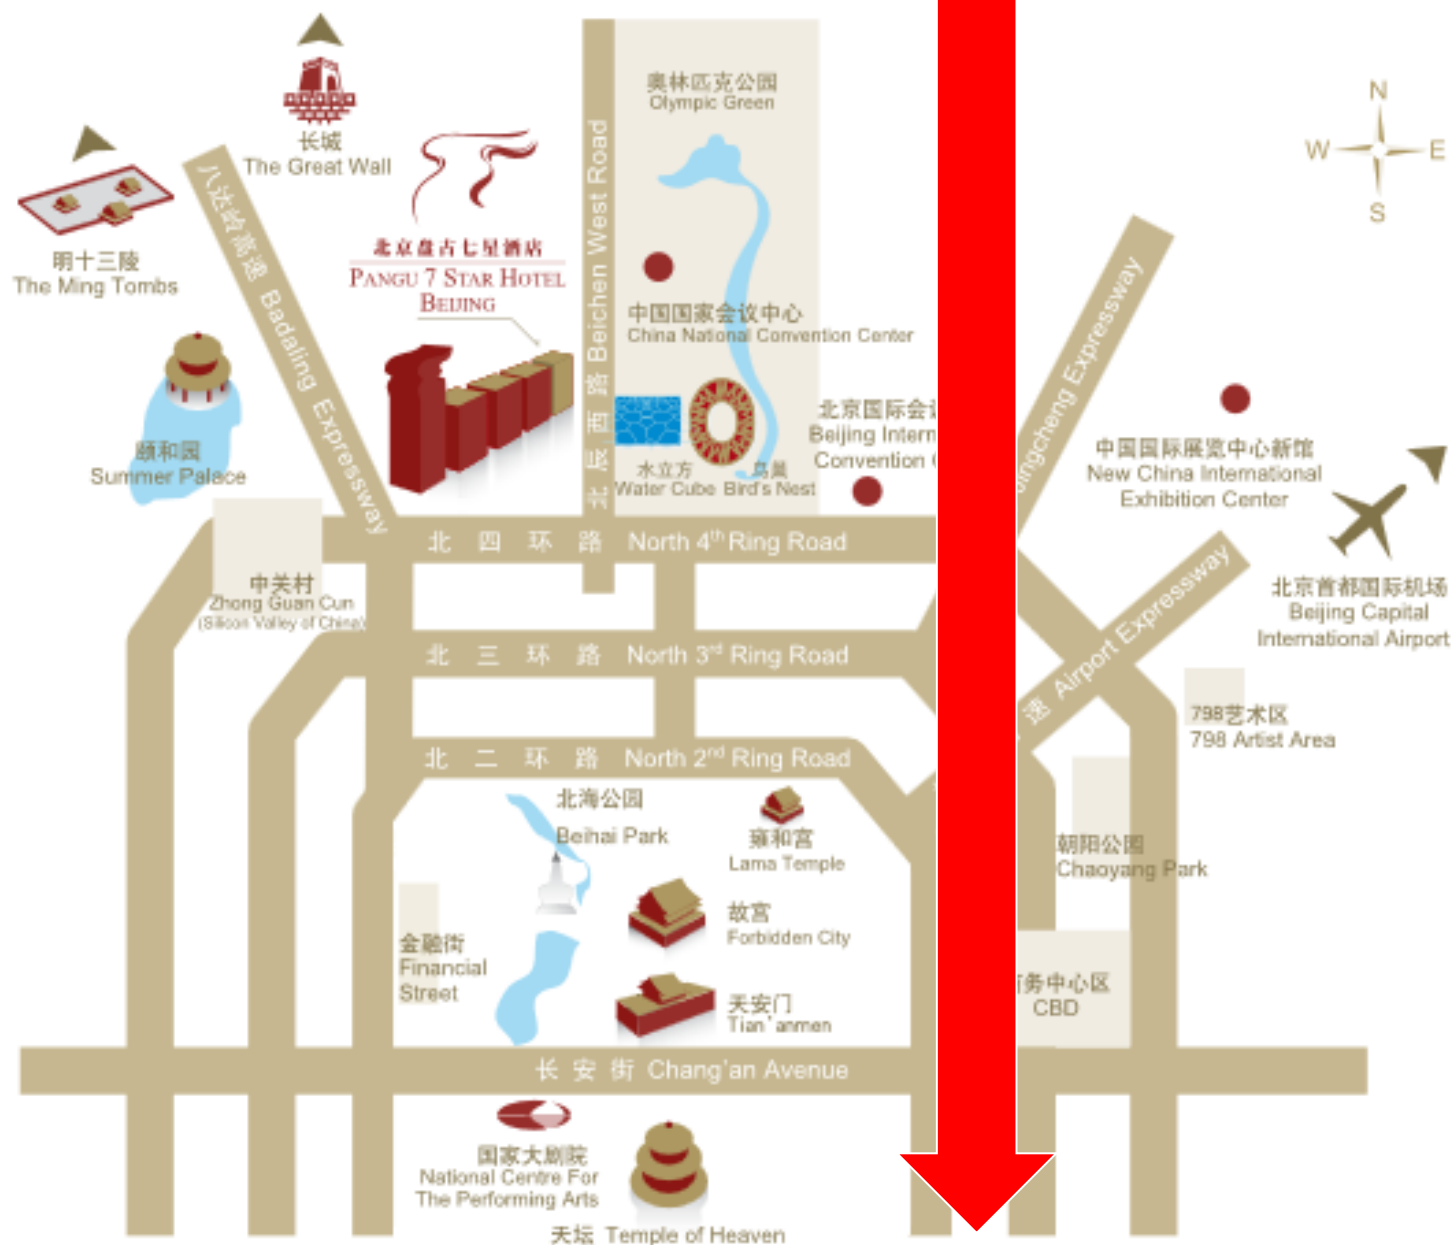 奥林匹克公园
Olympic Green
N
W
E
S
长城
The Great Wall
明十三陵
The Ming Tombs
八达岭高速 Badaling Expressway
北京盘古七星酒店
PANGU 7 STAR HOTEL
BEIJING
北辰西路 Beichen West Road
中国国家会议中心
China National Convention Center
颐和园
Summer Palace
水立方
Water Cube
鸟巢
Bird's Nest
北京国际会
Beijing Intern
Convention
ingcheng Expressway
中国国际展览中心新馆
New China International
Exhibition Center
北京首都国际机场
Beijing Capital
International Airport
中关村
Zhong Guan Cun
(Silicon Valley of China)
北四环路 North 4th Ring Road
北三环路 North 3rd Ring Road
北二环路 North 2nd Ring Road
速 Airport Expressway
798艺术区
798 Artist Area
北海公园
Beihai Park
雍和宫
Lama Temple
朝阳公园
Chaoyang Park
故宫
Forbidden City
金融街
Financial
Street
天安门
Tian'anmen
务中心区
CBD
长安街 Chang'an Avenue
国家大剧院
National Centre For
The Performing Arts
天坛 Temple of Heaven